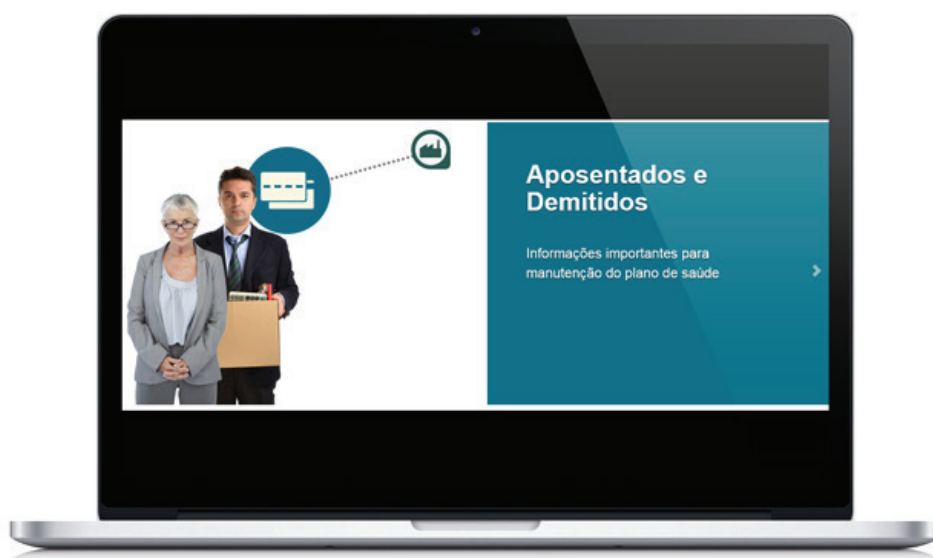 Aposentados e
Demitidos
Informações importantes para
manutenção do plano de saúde